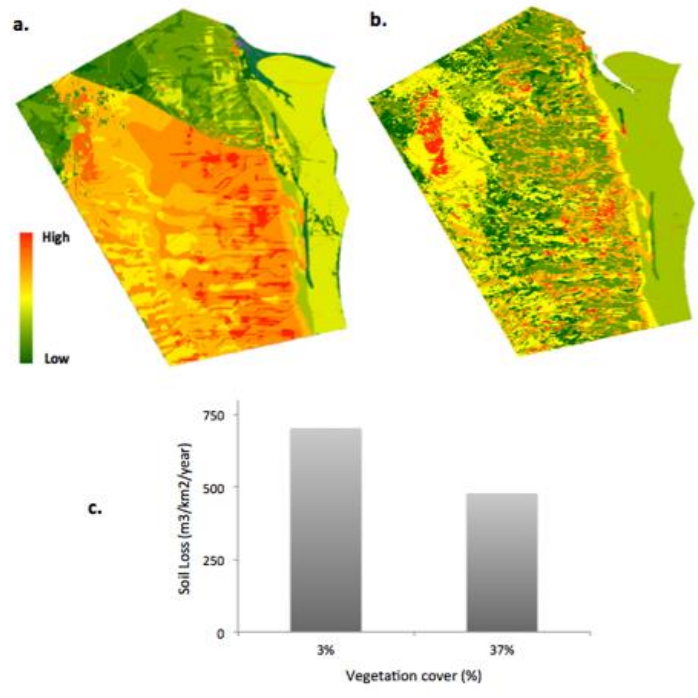 a.
b.
High
Low
c.
Soil Loss (m3/km2/year)
750
500
250
0
3%
37%
Vegetation cover (%)